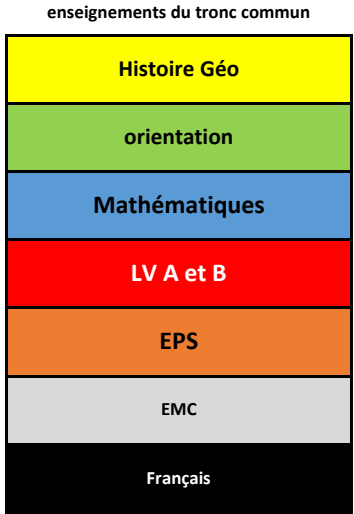 enseignements du tronc commun
Histoire Géo
orientation
Mathématiques
LV A et B
EPS
EMC
Français